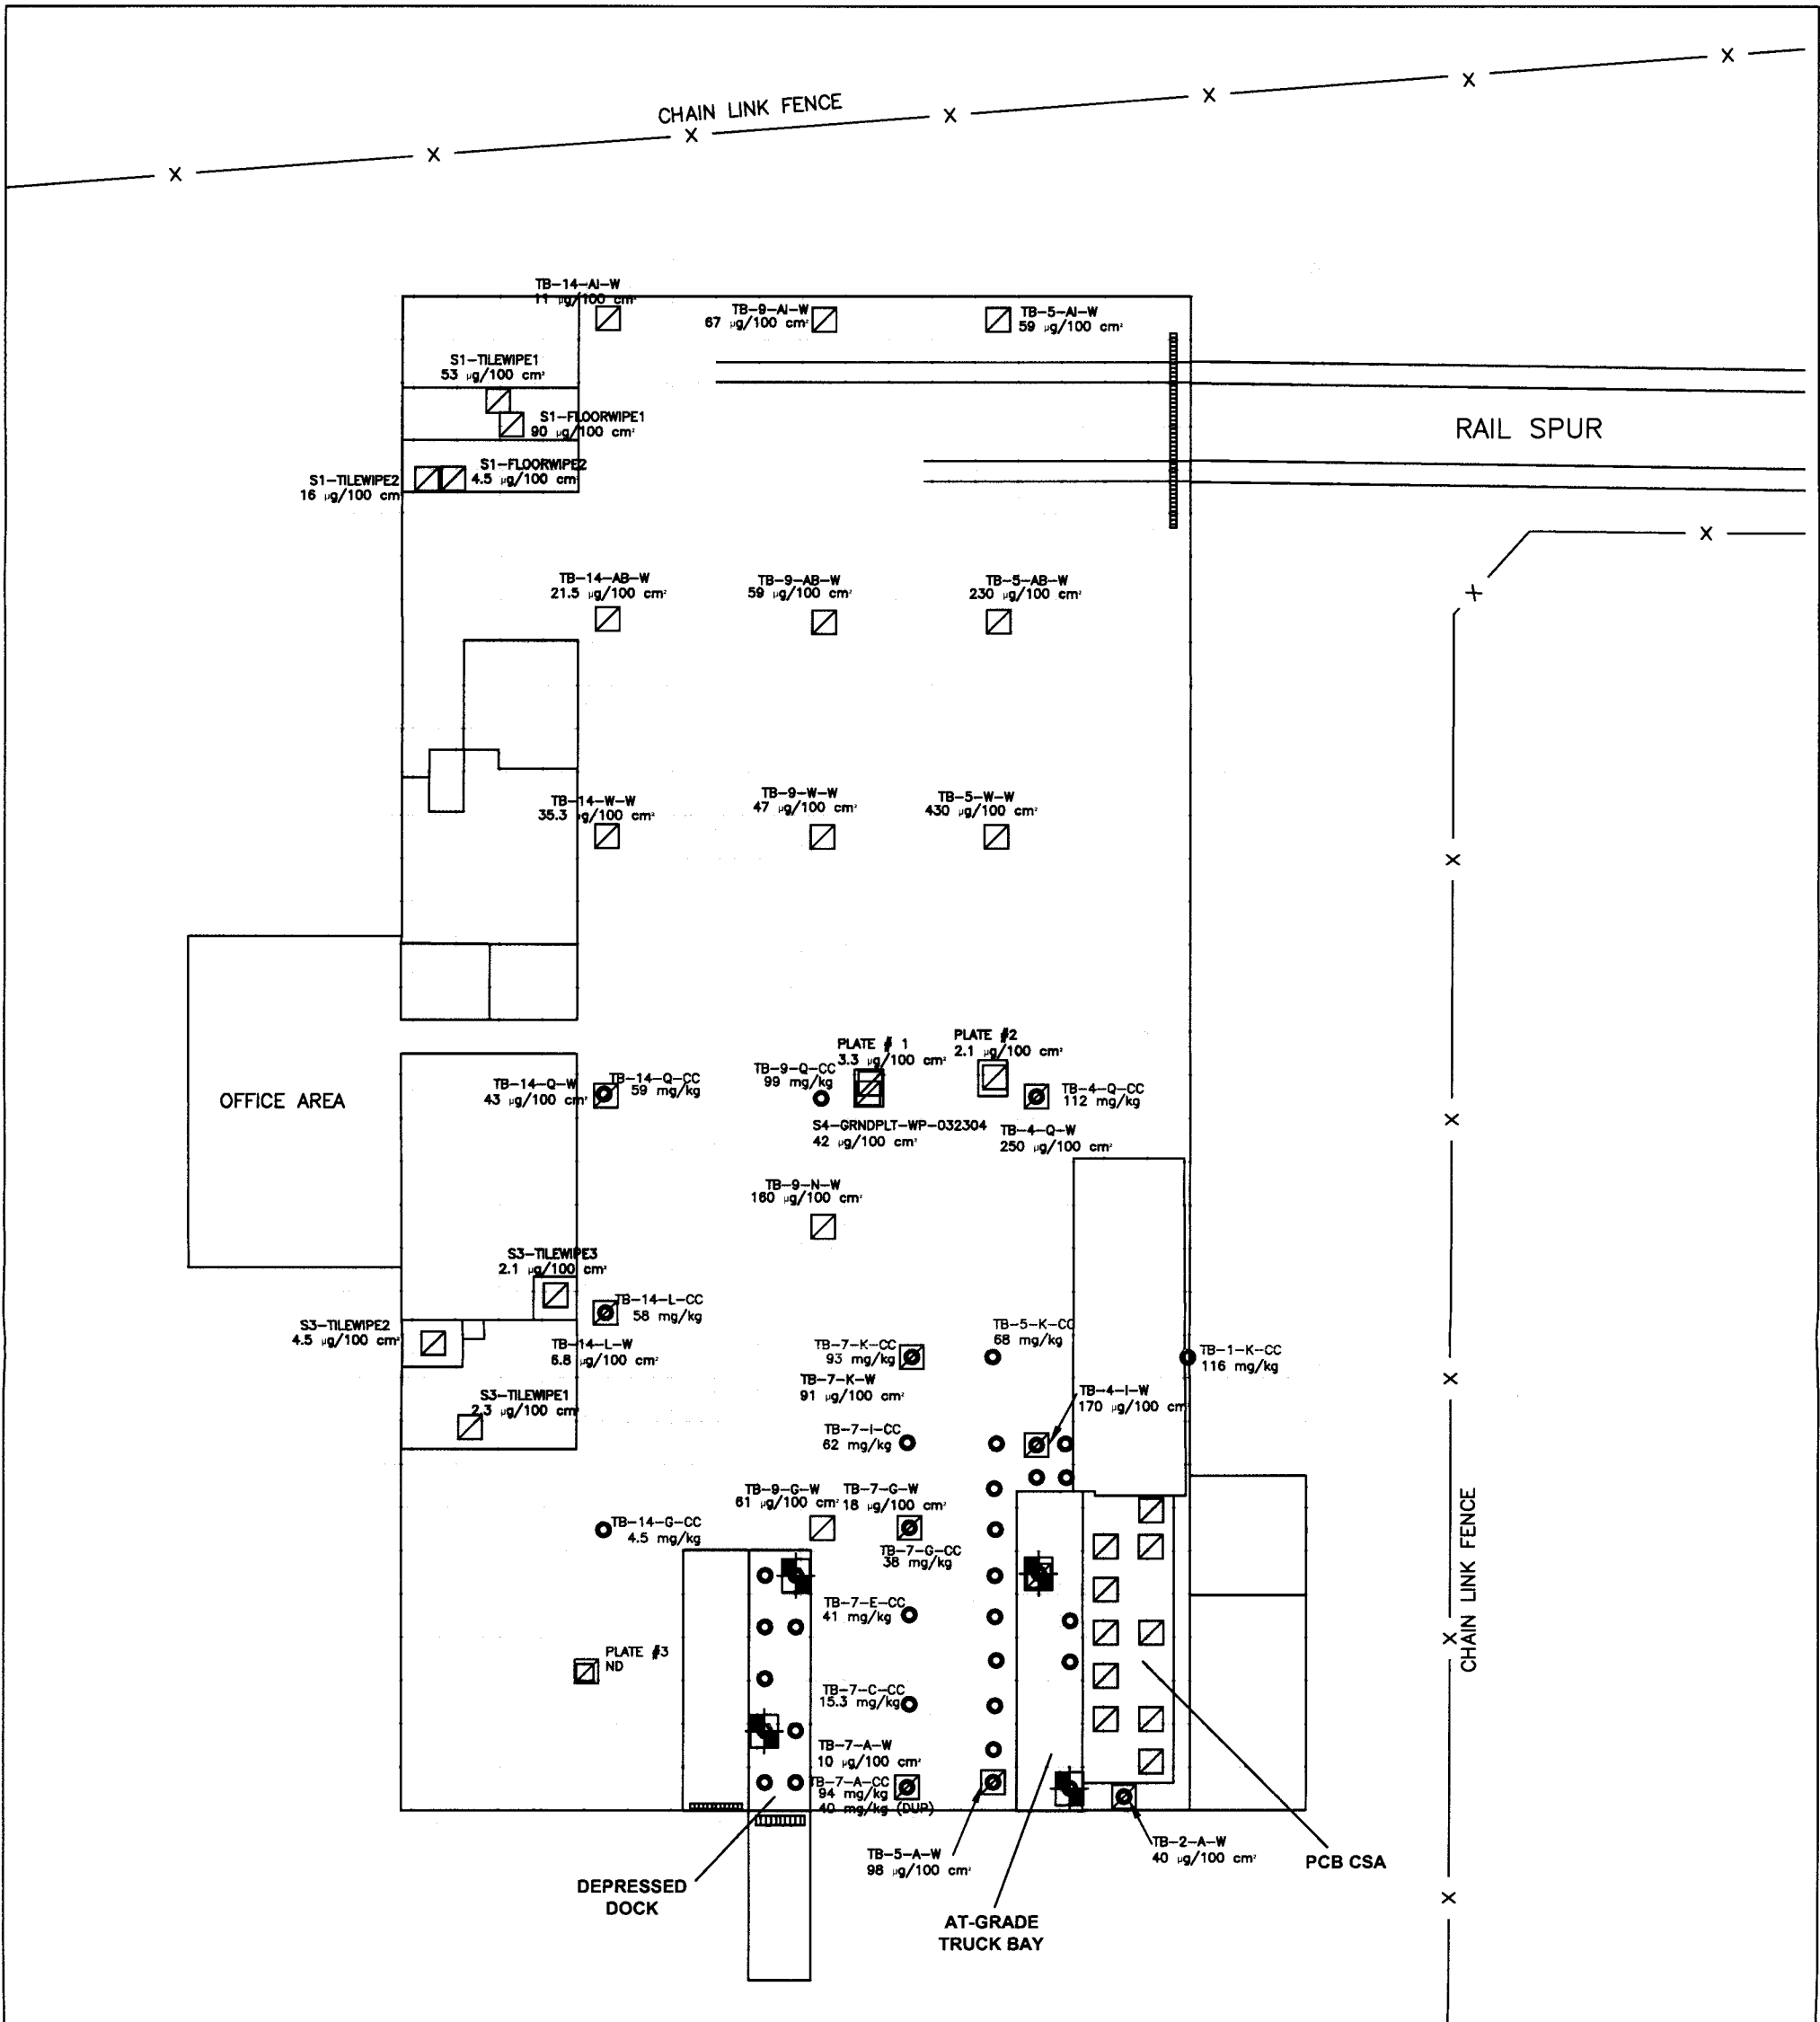 CHAIN LINK FENCE
TB-14-AI-W
11 µg/100 cm²
TB-9-AI-W
67 µg/100 cm²
TB-5-AI-W
59 µg/100 cm²
S1-TILEWIPE1
53 µg/100 cm²
S1-FLOORWIPE1
90 µg/100 cm²
RAIL SPUR
S1-TILEWIPE2
16 µg/100 cm²
S1-FLOORWIPE2
4.5 µg/100 cm²
TB-14-AB-W
21.5 µg/100 cm²
TB-9-AB-W
59 µg/100 cm²
TB-5-AB-W
230 µg/100 cm²
TB-14-W-W
35.3 µg/100 cm²
TB-9-W-W
47 µg/100 cm²
TB-5-W-W
430 µg/100 cm²
OFFICE AREA
TB-14-Q-W
43 µg/100 cm²
TB-14-Q-CC
59 mg/kg
TB-9-Q-CC
99 mg/kg
PLATE # 1
3.3 µg/100 cm²
PLATE #2
2.1 µg/100 cm²
TB-4-Q-CC
112 mg/kg
S4-GRNDPLT-WP-032304
42 µg/100 cm²
TB-4-Q-W
250 µg/100 cm²
TB-9-N-W
160 µg/100 cm²
S3-TILEWIPE3
2.1 µg/100 cm²
TB-14-L-CC
58 mg/kg
S3-TILEWIPE2
4.5 µg/100 cm²
TB-14-L-W
6.8 µg/100 cm²
TB-7-K-CC
93 mg/kg
TB-7-K-W
91 µg/100 cm²
TB-5-K-CC
68 mg/kg
TB-1-K-CC
116 mg/kg
S3-TILEWIPE1
2.3 µg/100 cm²
TB-4-I-W
170 µg/100 cm²
TB-7-I-CC
62 mg/kg
TB-9-G-W
61 µg/100 cm²
TB-7-G-W
18 µg/100 cm²
TB-14-G-CC
4.5 mg/kg
TB-7-G-CC
38 mg/kg
TB-7-E-CC
41 mg/kg
CHAIN LINK FENCE
PLATE #3
ND
TB-7-C-CC
15.3 mg/kg
TB-7-A-W
10 µg/100 cm²
TB-7-A-CC
94 mg/kg
40 mg/kg (DUP)
TB-5-A-W
98 µg/100 cm²
TB-2-A-W
40 µg/100 cm²
PCB CSA
DEPRESSED
DOCK
AT-GRADE
TRUCK BAY